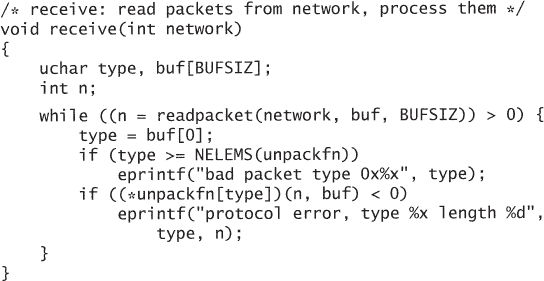 /* receive: read packets from network, process them */
void receive(int network)
{
    uchar type, buf[BUFSIZ];
    int n;

    while ((n = readpacket(network, buf, BUFSIZ)) > 0) {
        type = buf[0];
        if (type >= NELEMS(unpackfn))
            eprintf("bad packet type 0x%x", type);
        if ((*unpackfn[type])(n, buf) < 0)
            eprintf("protocol error, type %x length %d",
                type, n);
    }
}